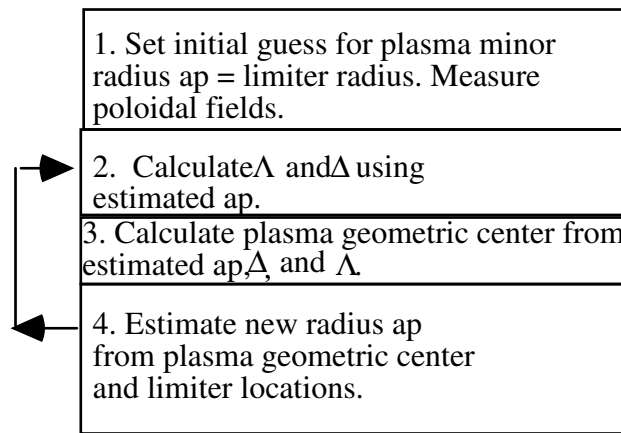 1. Set initial guess for plasma minor
radius ap = limiter radius. Measure
poloidal fields.
2. CalculateΛ andΔ using
estimated ap.
3. Calculate plasma geometric center from
estimated ap,Δ, and Λ.
4. Estimate new radius ap
from plasma geometric center
and limiter locations.